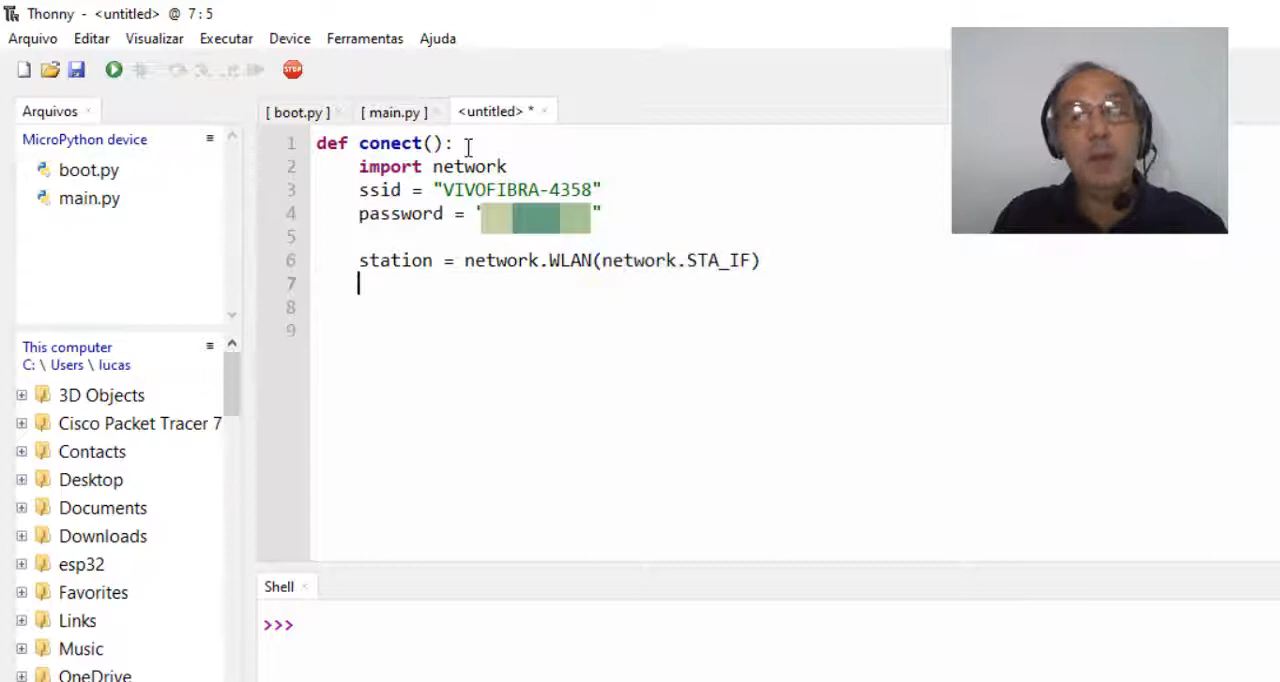 Thonny - <untitled> @ 7:5
Arquivo Editar Visualizar Executar Device Ferramentas Ajuda
STOP
Arquivos
[ boot.py ] [ main.py ] <untitled> *
MicroPython device
boot.py
main.py
1 def conect():
2 import network
3 ssid = "VIVOFIBRA-4358"
4 password = " "
5
6 station = network.WLAN(network.STA_IF)
7
8
9
This computer
C: \ Users \ lucas
3D Objects
Cisco Packet Tracer 7
Contacts
Desktop
Documents
Downloads
esp32
Favorites
Links
Music
OneDrive
Shell
>>>